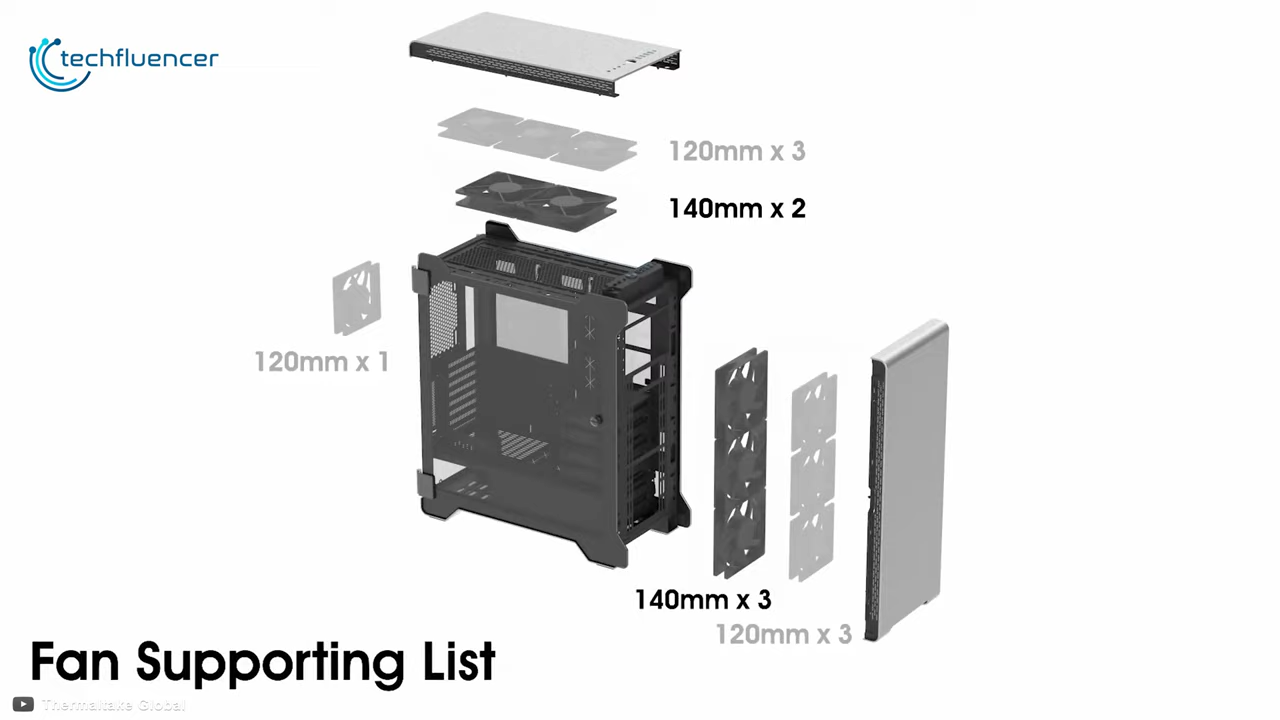 techfluencer
120mm x 3
140mm x 2
120mm x 1
140mm x 3
120mm x 3
Fan Supporting List
Thermaltake Global